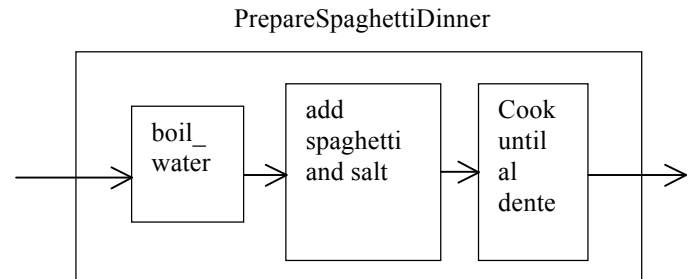 PrepareSpaghettiDinner
boil_
water
add
spaghetti
and salt
Cook
until
al
dente